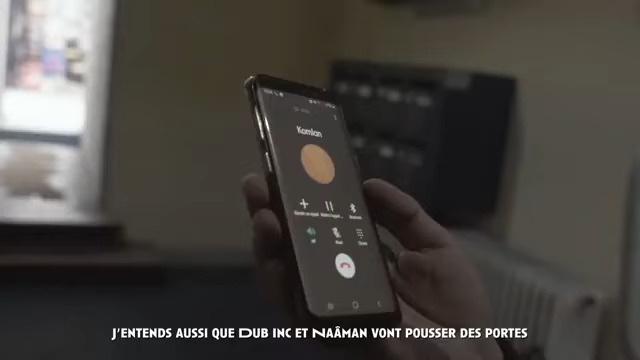 Komlan
J'ENTENDS AUSSI QUE DUB INC ET NAÂMAN VONT POUSSER DES PORTES